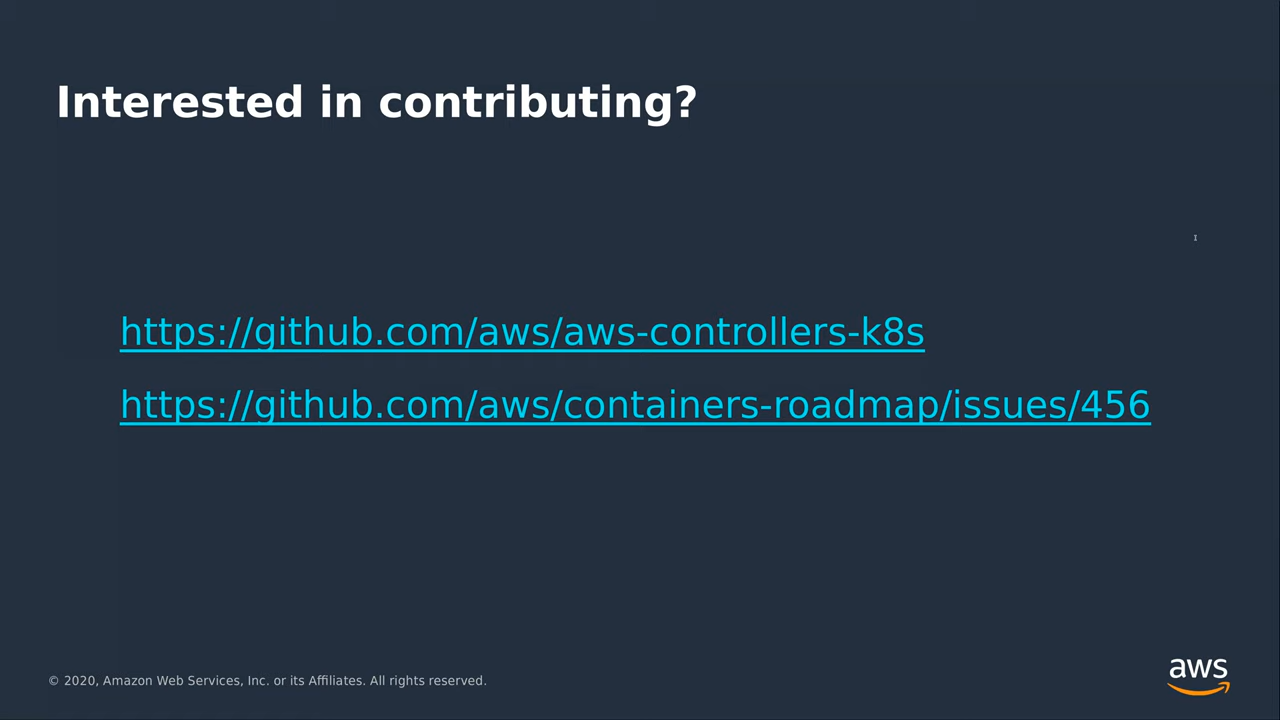 Interested in contributing?
https://github.com/aws/aws-controllers-k8s
https://github.com/aws/containers-roadmap/issues/456
© 2020, Amazon Web Services, Inc. or its Affiliates. All rights reserved.
aws